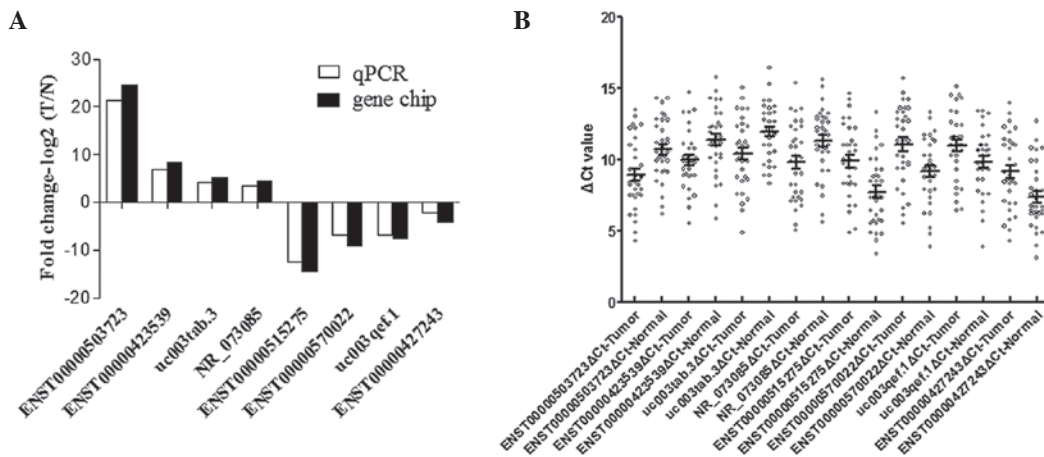 A
B
30
20
10
0
-10
-20
Fold change-log2 (T/N)
qPCR
gene chip
ENST00000503723
ENST00000423539
uc003tab.3
NR_073085
ENST00000515275
ENST00000570022
uc003qef.1
ENST00000427243
20
15
10
5
0
ΔCt value
ENST00000503723ΔCt-Tumor
ENST00000503723ΔCt-Normal
ENST00000423539ΔCt-Tumor
ENST00000423539ΔCt-Normal
uc003tab.3ΔCt-Tumor
uc003tab.3ΔCt-Normal
NR_073085ΔCt-Tumor
NR_073085ΔCt-Normal
ENST00000515275ΔCt-Tumor
ENST00000515275ΔCt-Normal
ENST00000570022ΔCt-Tumor
ENST00000570022ΔCt-Normal
uc003qef.1ΔCt-Tumor
uc003qef.1ΔCt-Normal
ENST00000427243ΔCt-Tumor
ENST00000427243ΔCt-Normal